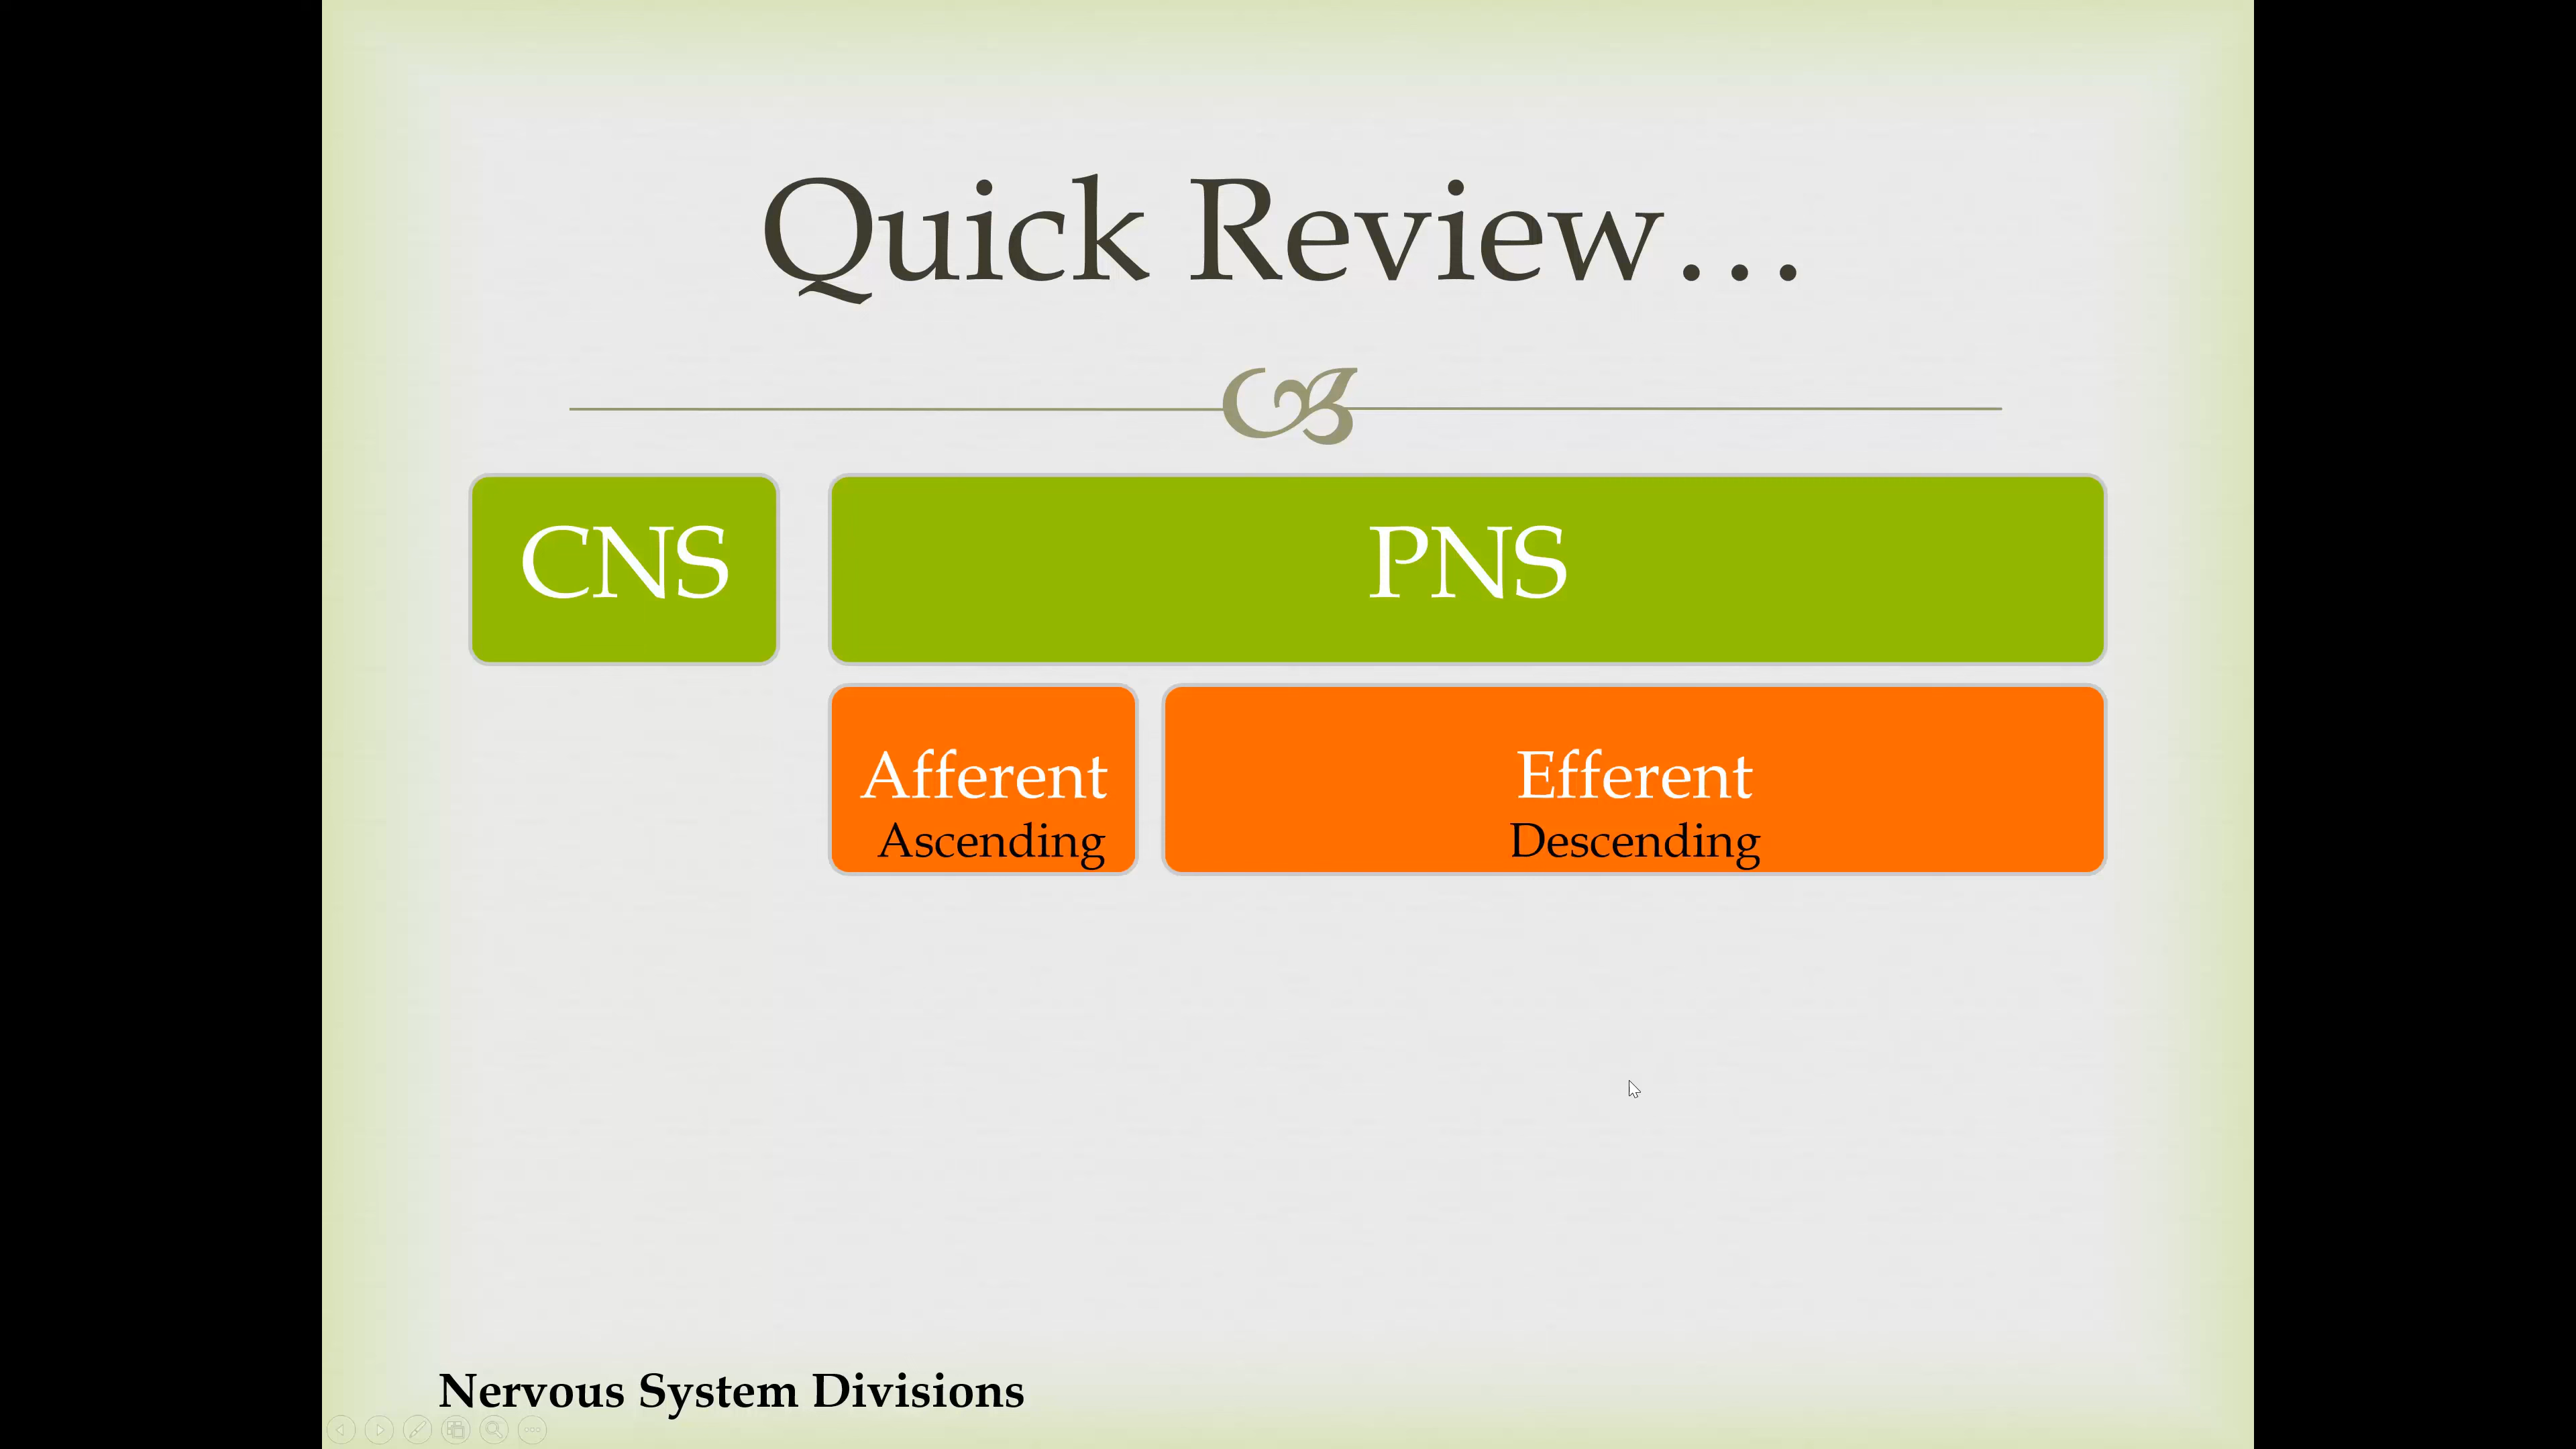 Quick Review…
CNS
PNS
Afferent
Ascending
Efferent
Descending
Nervous System Divisions